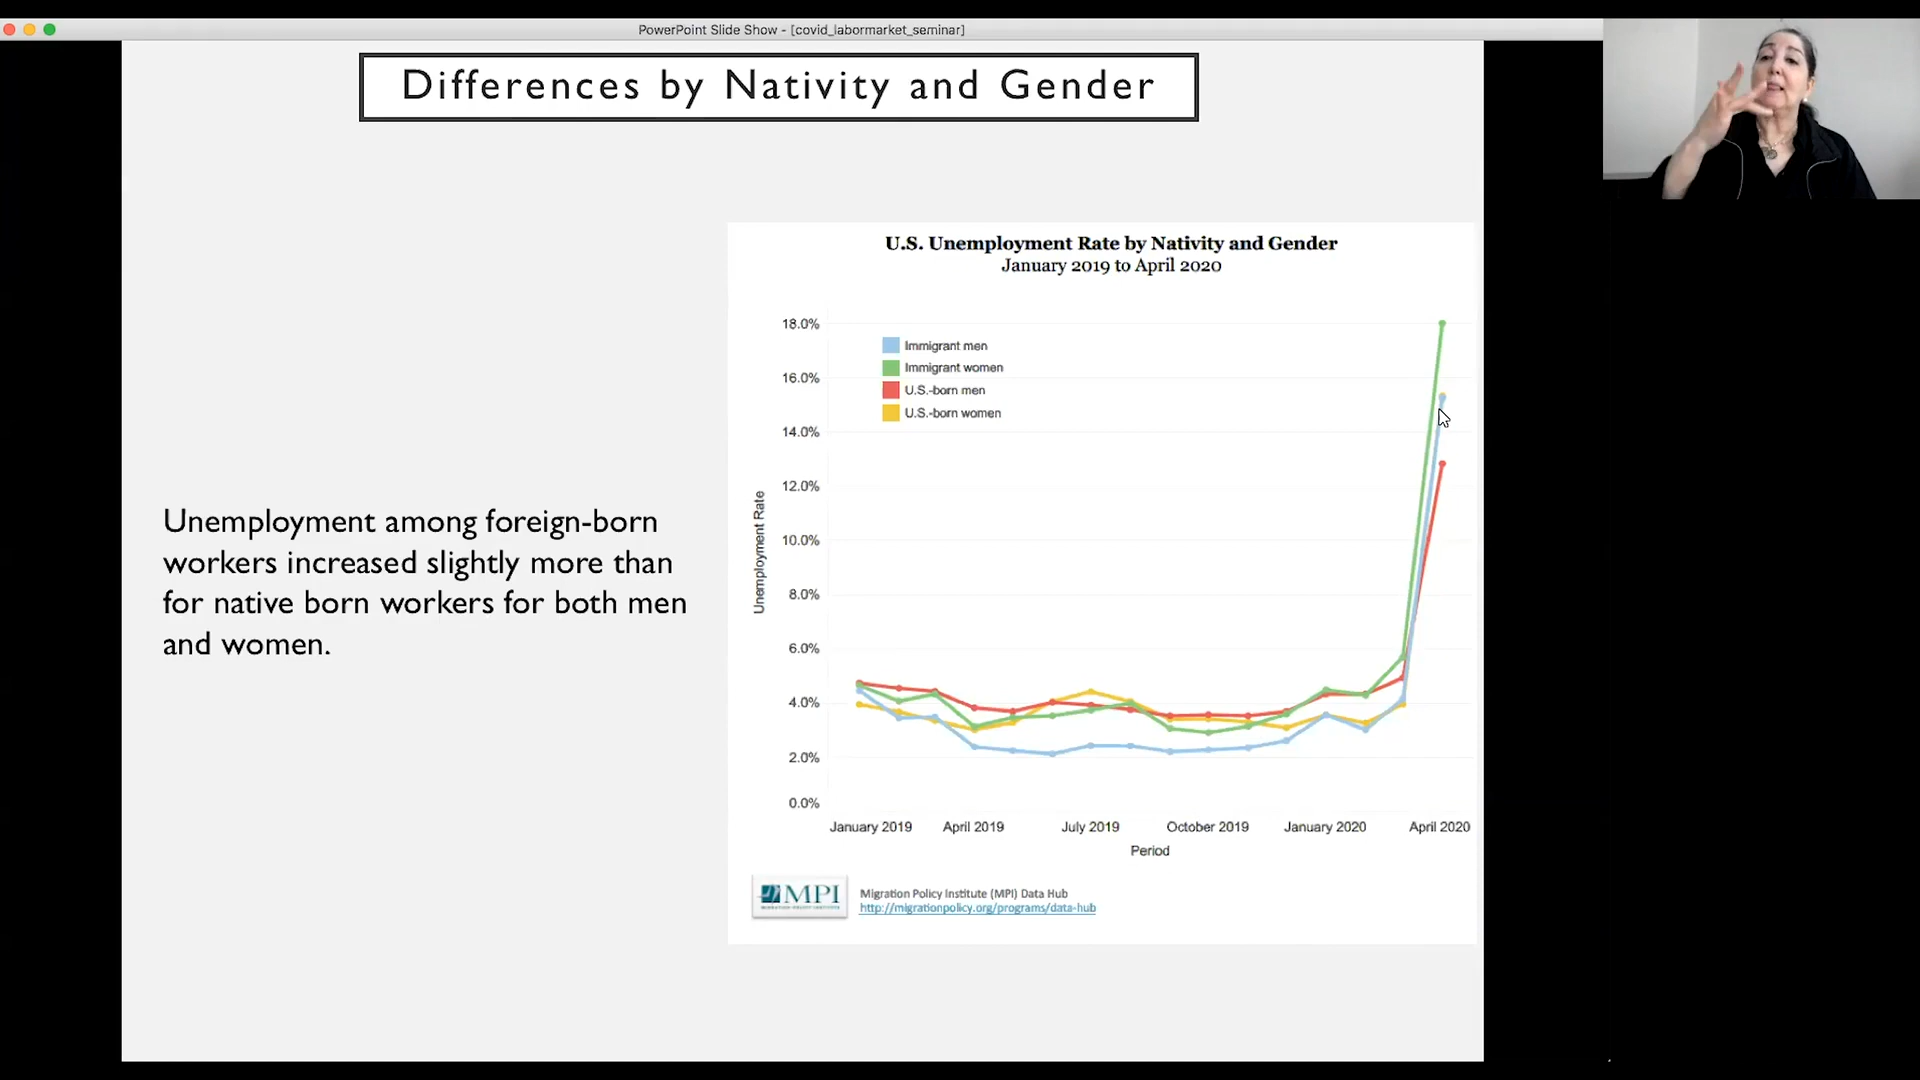 PowerPoint Slide Show - [covid_labormarket_seminar]
Differences by Nativity and Gender
Unemployment among foreign-born
workers increased slightly more than
for native born workers for both men
and women.
U.S. Unemployment Rate by Nativity and Gender
January 2019 to April 2020
18.0%
16.0%
14.0%
12.0%
10.0%
8.0%
6.0%
4.0%
2.0%
0.0%
Unemployment Rate
Immigrant men
Immigrant women
U.S.-born men
U.S.-born women
January 2019 April 2019 July 2019 October 2019 January 2020 April 2020
Period
MPI
MIGRATION POLICY INSTITUTE
Migration Policy Institute (MPI) Data Hub
http://migrationpolicy.org/programs/data-hub